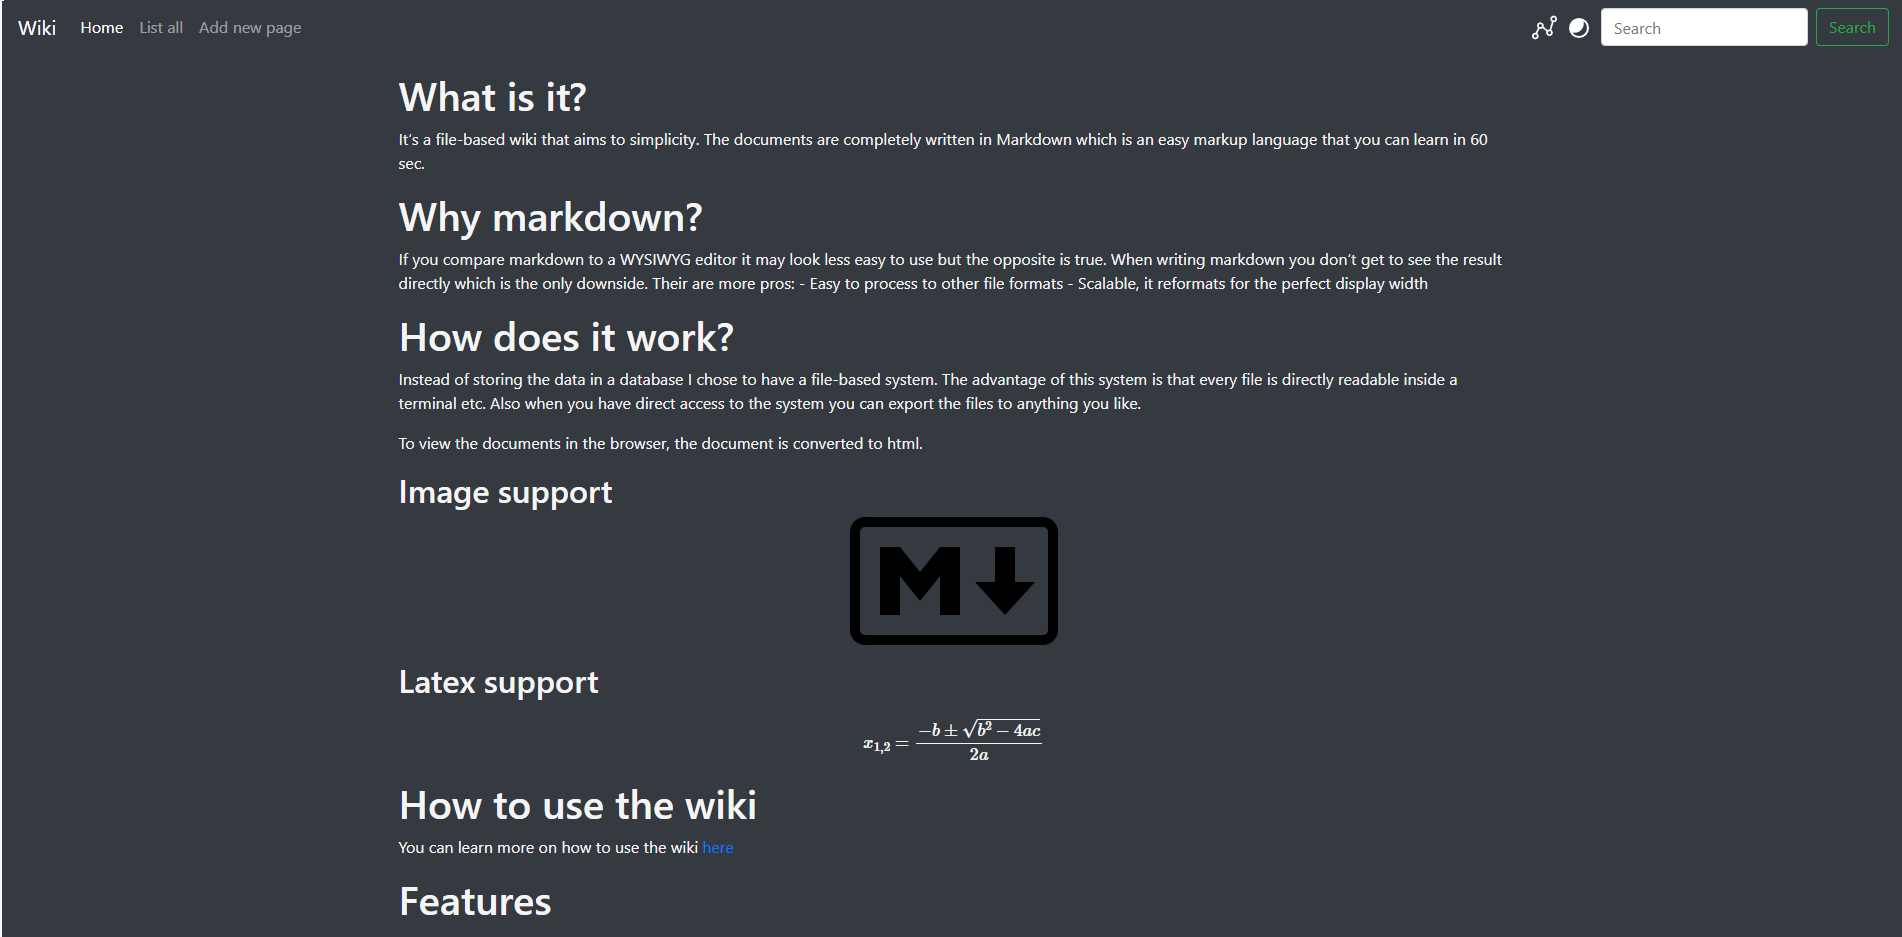 Wiki Home List all Add new page Search Search
What is it?
It's a file-based wiki that aims to simplicity. The documents are completely written in Markdown which is an easy markup language that you can learn in 60
sec.
Why markdown?
If you compare markdown to a WYSIWYG editor it may look less easy to use but the opposite is true. When writing markdown you don't get to see the result
directly which is the only downside. Their are more pros: - Easy to process to other file formats - Scalable, it reformats for the perfect display width
How does it work?
Instead of storing the data in a database I chose to have a file-based system. The advantage of this system is that every file is directly readable inside a
terminal etc. Also when you have direct access to the system you can export the files to anything you like.
To view the documents in the browser, the document is converted to html.
Image support
M
Latex support
x₁,₂ = (−b ± √(b² − 4ac)) / 2a
How to use the wiki
You can learn more on how to use the wiki here
Features